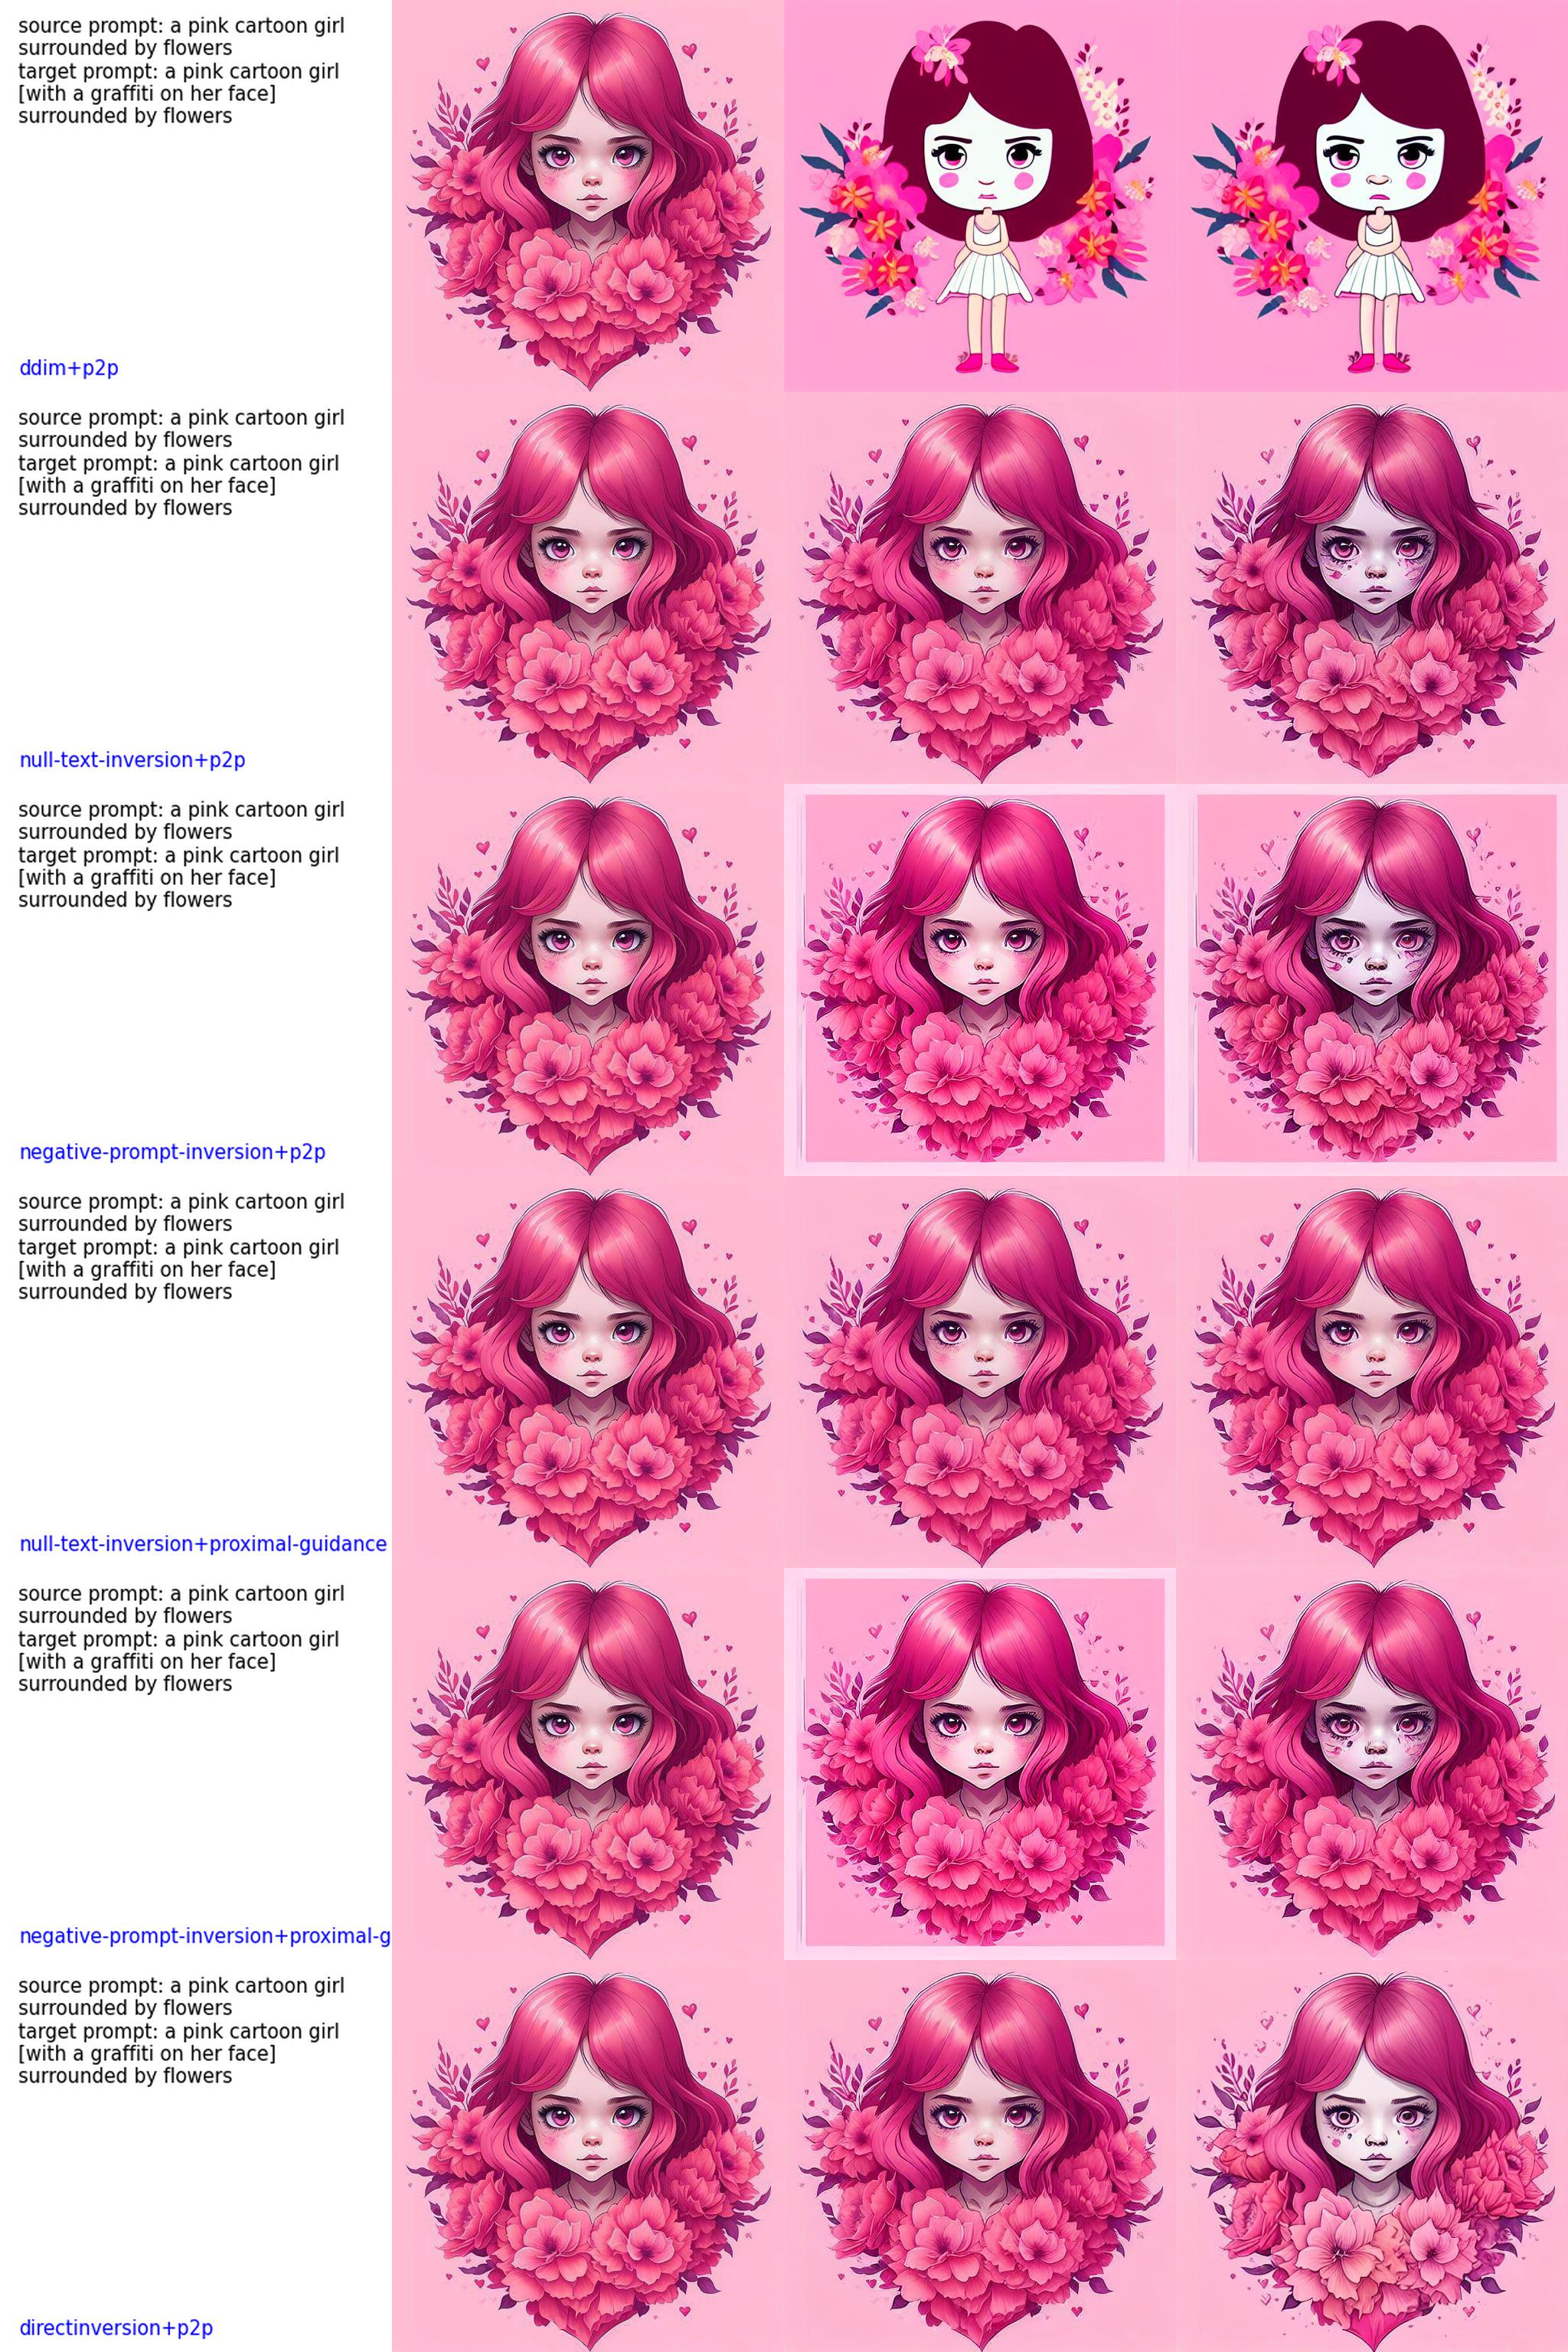 source prompt: a pink cartoon girl
surrounded by flowers
target prompt: a pink cartoon girl
[with a graffiti on her face]
surrounded by flowers
ddim+p2p
source prompt: a pink cartoon girl
surrounded by flowers
target prompt: a pink cartoon girl
[with a graffiti on her face]
surrounded by flowers
null-text-inversion+p2p
source prompt: a pink cartoon girl
surrounded by flowers
target prompt: a pink cartoon girl
[with a graffiti on her face]
surrounded by flowers
negative-prompt-inversion+p2p
source prompt: a pink cartoon girl
surrounded by flowers
target prompt: a pink cartoon girl
[with a graffiti on her face]
surrounded by flowers
null-text-inversion+proximal-guidance
source prompt: a pink cartoon girl
surrounded by flowers
target prompt: a pink cartoon girl
[with a graffiti on her face]
surrounded by flowers
negative-prompt-inversion+proximal-g
source prompt: a pink cartoon girl
surrounded by flowers
target prompt: a pink cartoon girl
[with a graffiti on her face]
surrounded by flowers
directinversion+p2p